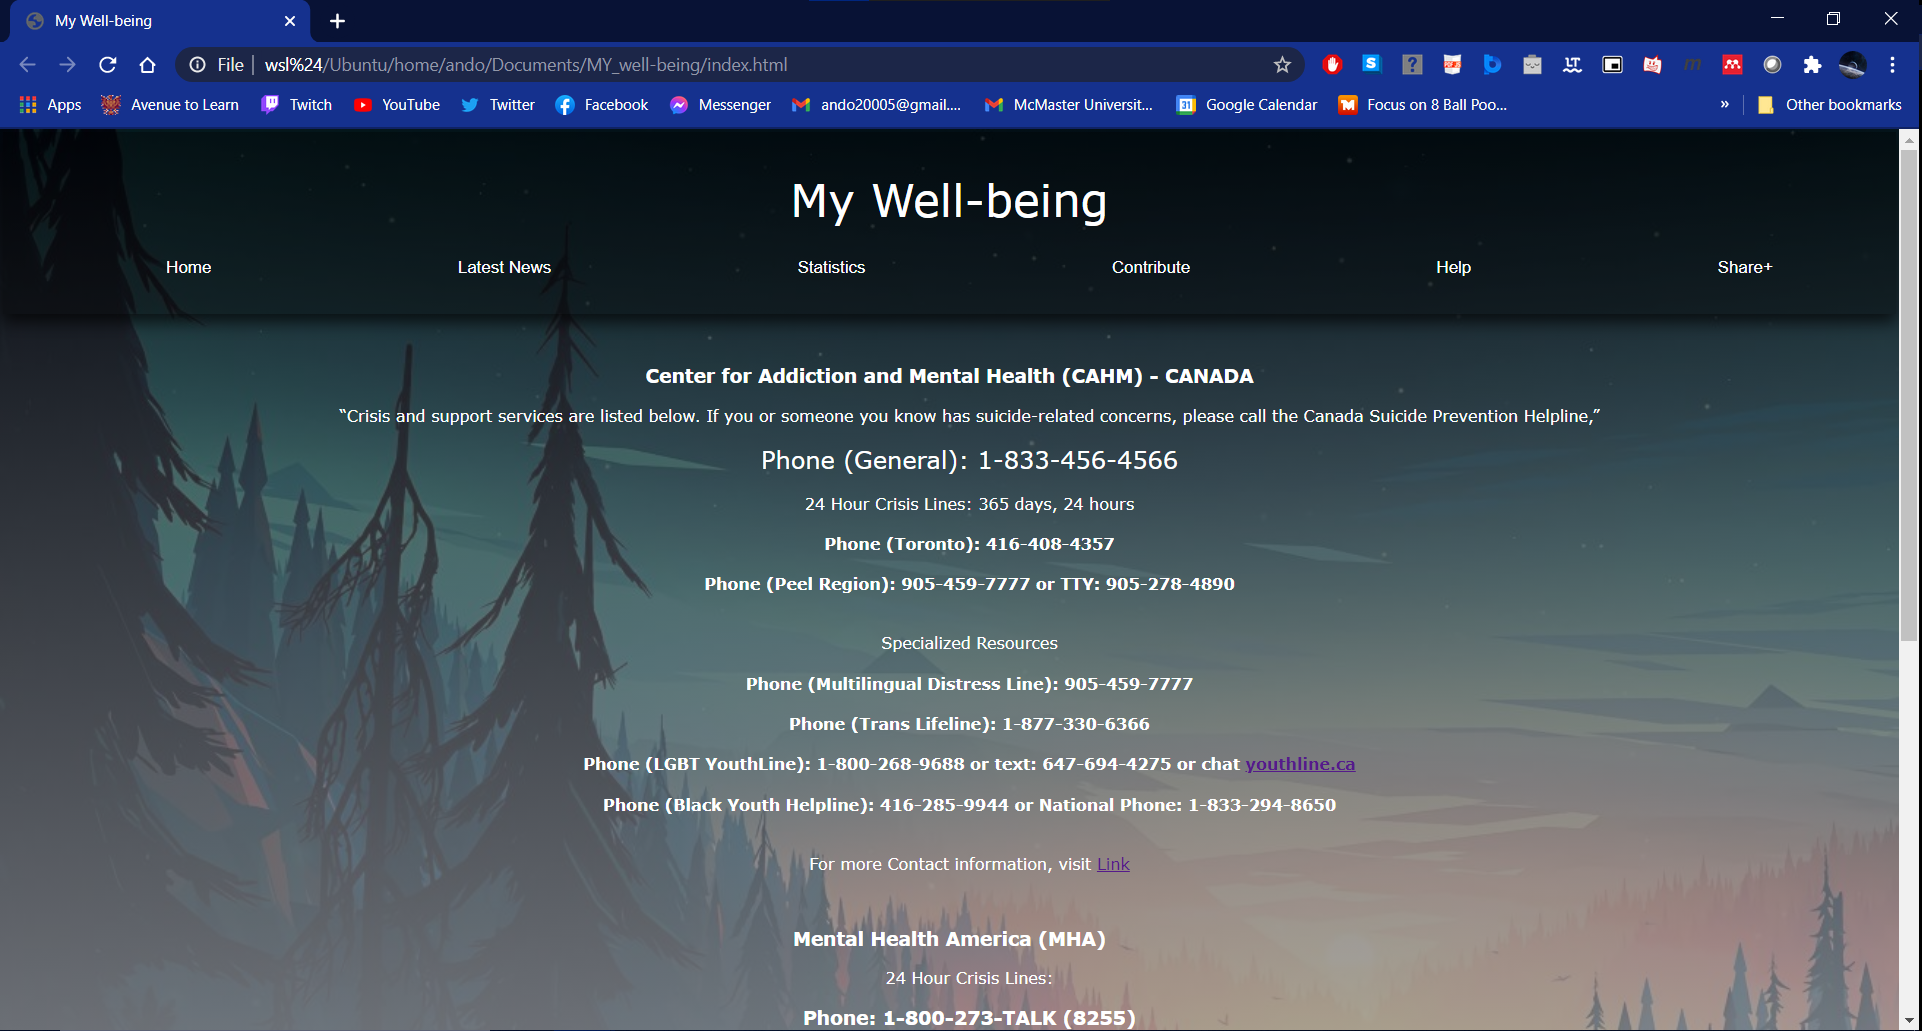 My Well-being
File | wsl%24/Ubuntu/home/ando/Documents/MY_well-being/index.html
Apps Avenue to Learn Twitch YouTube Twitter Facebook Messenger ando20005@gmail.... McMaster Universit... Google Calendar Focus on 8 Ball Poo... » Other bookmarks
My Well-being
Home Latest News Statistics Contribute Help Share+
Center for Addiction and Mental Health (CAHM) - CANADA
“Crisis and support services are listed below. If you or someone you know has suicide-related concerns, please call the Canada Suicide Prevention Helpline,”
Phone (General): 1-833-456-4566
24 Hour Crisis Lines: 365 days, 24 hours
Phone (Toronto): 416-408-4357
Phone (Peel Region): 905-459-7777 or TTY: 905-278-4890
Specialized Resources
Phone (Multilingual Distress Line): 905-459-7777
Phone (Trans Lifeline): 1-877-330-6366
Phone (LGBT YouthLine): 1-800-268-9688 or text: 647-694-4275 or chat youthline.ca
Phone (Black Youth Helpline): 416-285-9944 or National Phone: 1-833-294-8650
For more Contact information, visit Link
Mental Health America (MHA)
24 Hour Crisis Lines:
Phone: 1-800-273-TALK (8255)